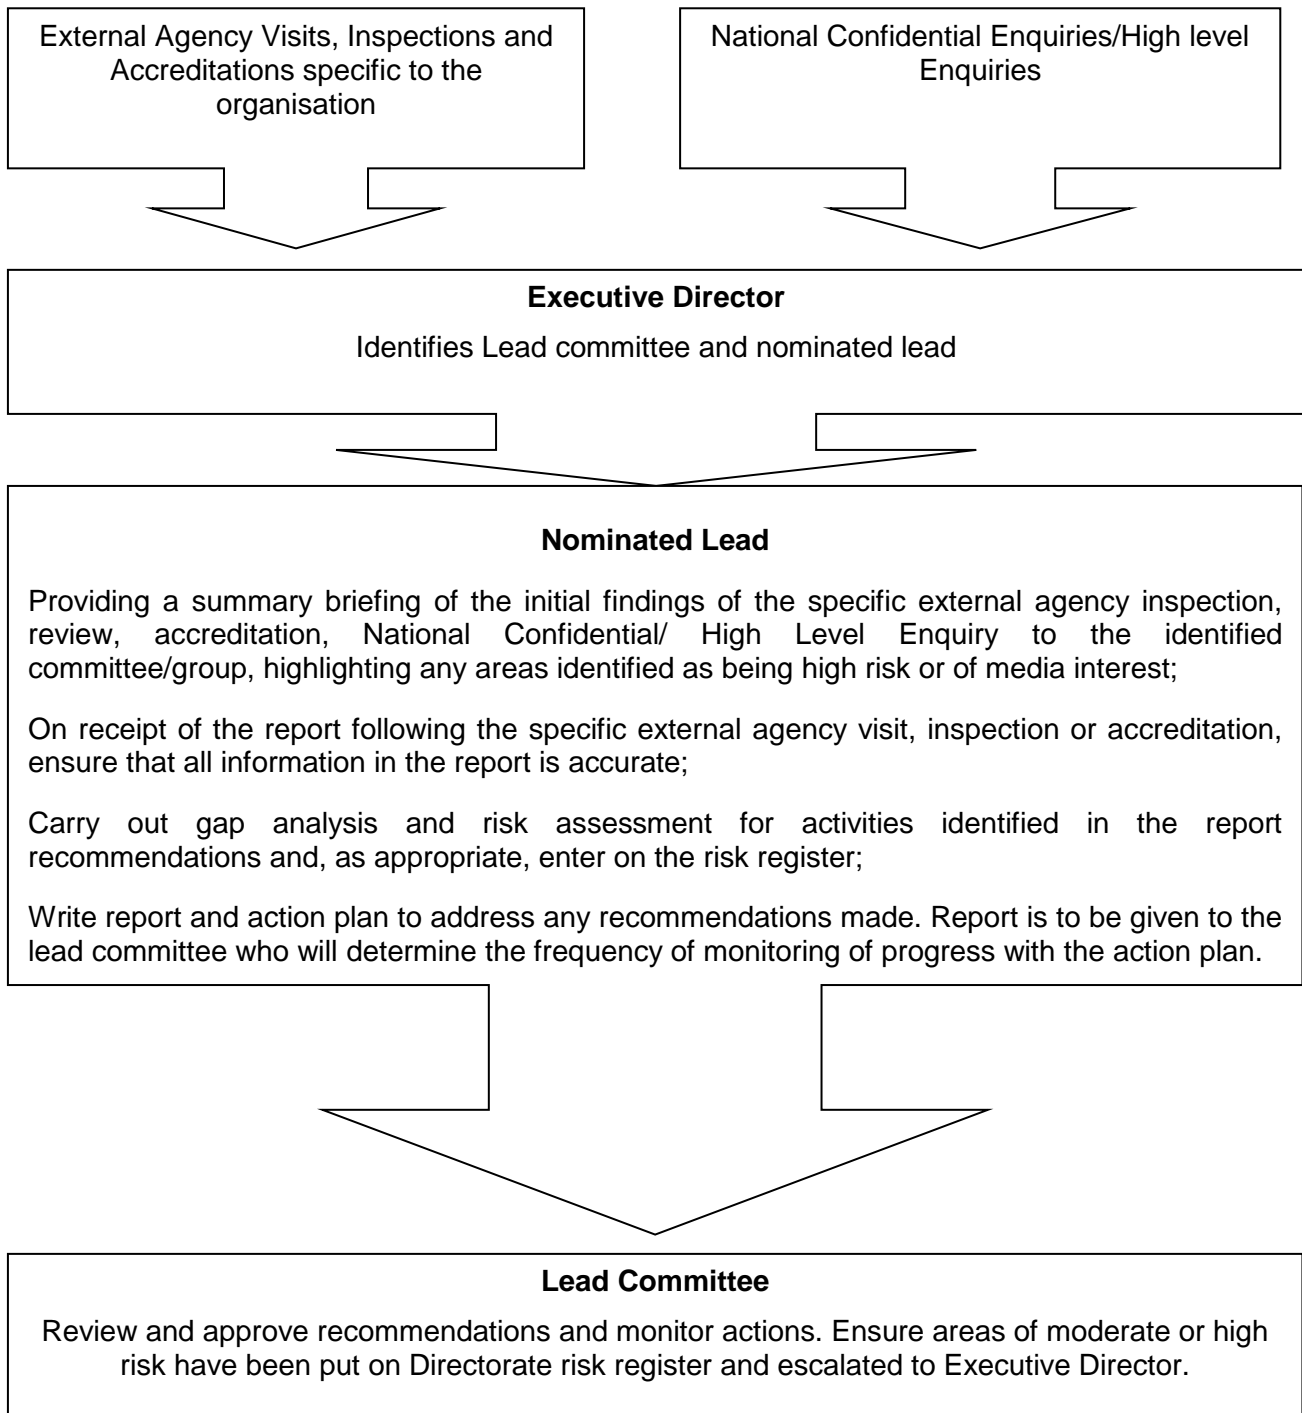 External Agency Visits, Inspections and
Accreditations specific to the
organisation
National Confidential Enquiries/High level
Enquiries
Executive Director
Identifies Lead committee and nominated lead
Nominated Lead
Providing a summary briefing of the initial findings of the specific external agency inspection,
review, accreditation, National Confidential/ High Level Enquiry to the identified
committee/group, highlighting any areas identified as being high risk or of media interest;
On receipt of the report following the specific external agency visit, inspection or accreditation,
ensure that all information in the report is accurate;
Carry out gap analysis and risk assessment for activities identified in the report
recommendations and, as appropriate, enter on the risk register;
Write report and action plan to address any recommendations made. Report is to be given to the
lead committee who will determine the frequency of monitoring of progress with the action plan.
Lead Committee
Review and approve recommendations and monitor actions. Ensure areas of moderate or high
risk have been put on Directorate risk register and escalated to Executive Director.